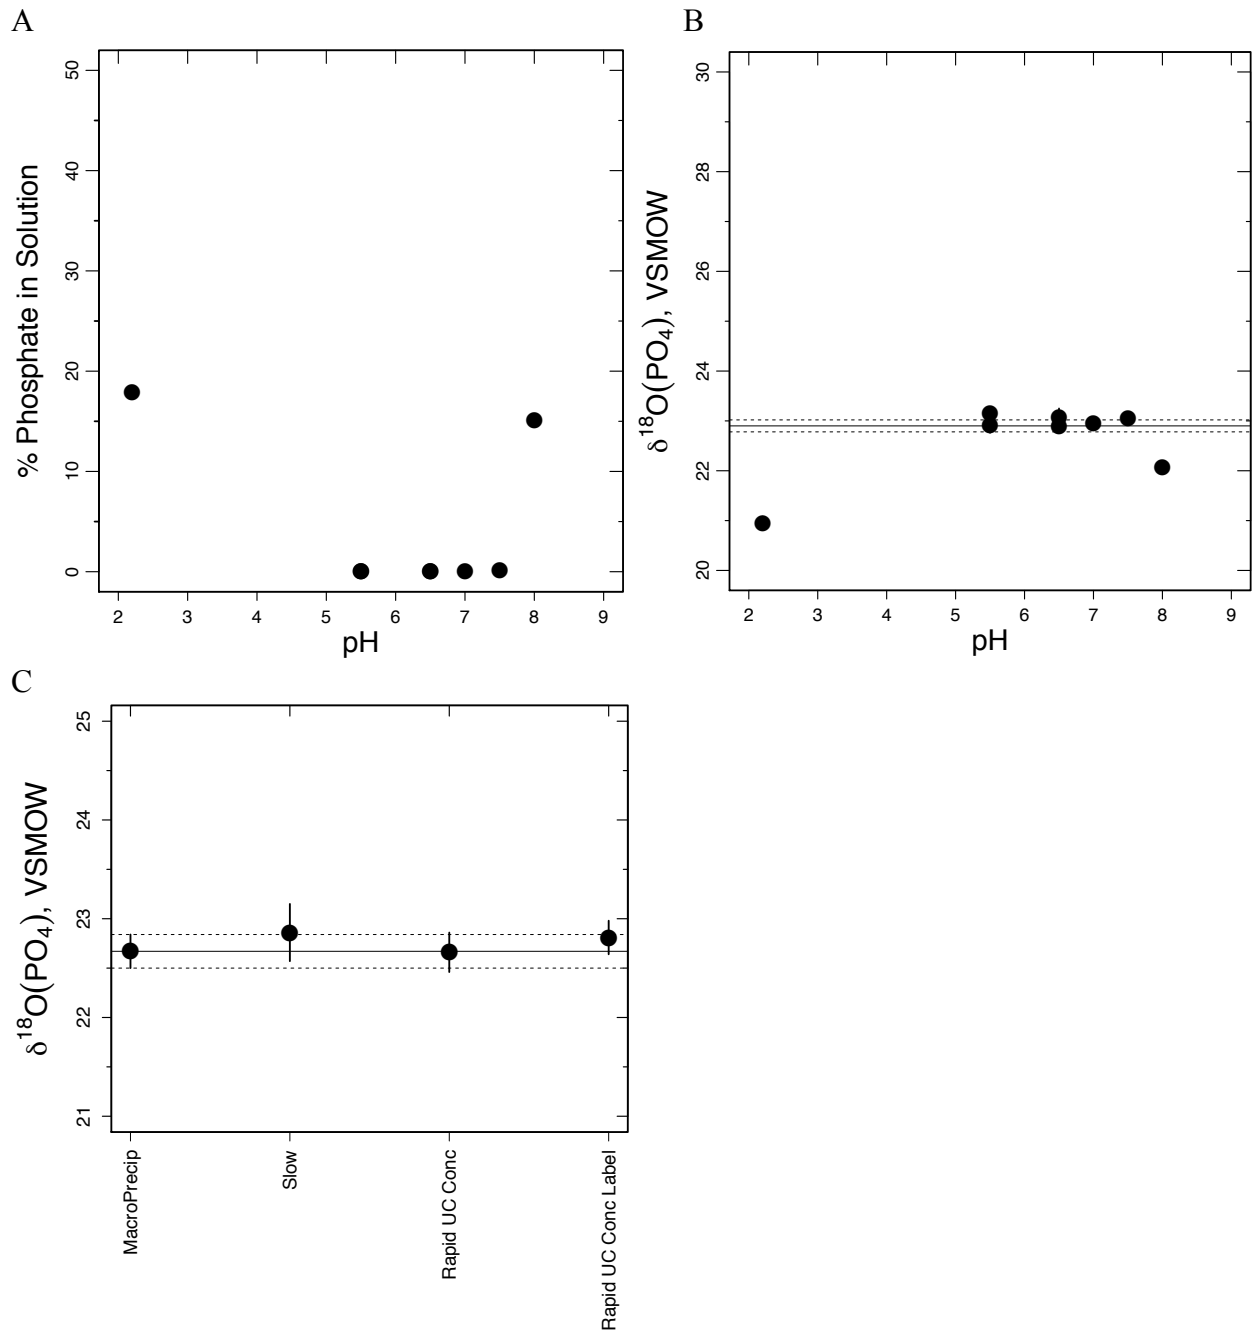 A
% Phosphate in Solution
50
40
30
20
10
0
2 3 4 5 6 7 8 9
pH
B
δ¹⁸O(PO₄), VSMOW
30
28
26
24
22
20
2 3 4 5 6 7 8 9
pH
C
δ¹⁸O(PO₄), VSMOW
25
24
23
22
21
MacroPrecip
Slow
Rapid UC Conc
Rapid UC Conc Label